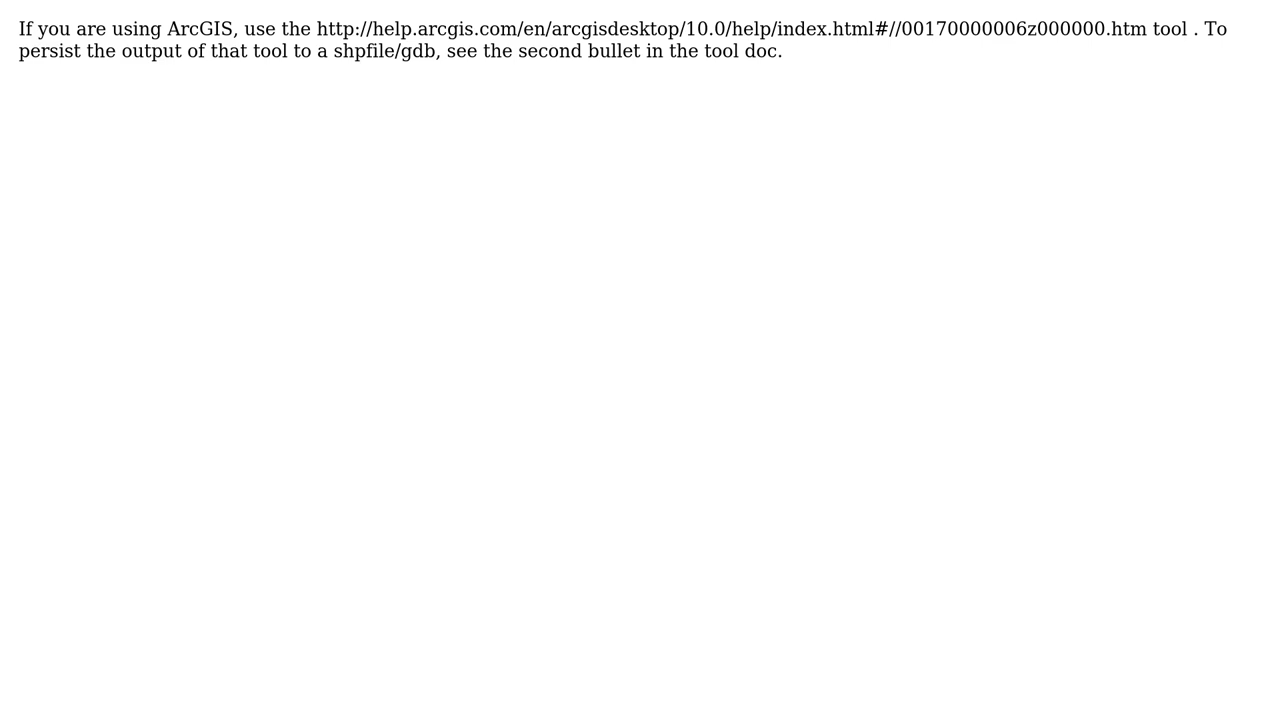 If you are using ArcGIS, use the http://help.arcgis.com/en/arcgisdesktop/10.0/help/index.html#//00170000006z000000.htm tool . To
persist the output of that tool to a shpfile/gdb, see the second bullet in the tool doc.